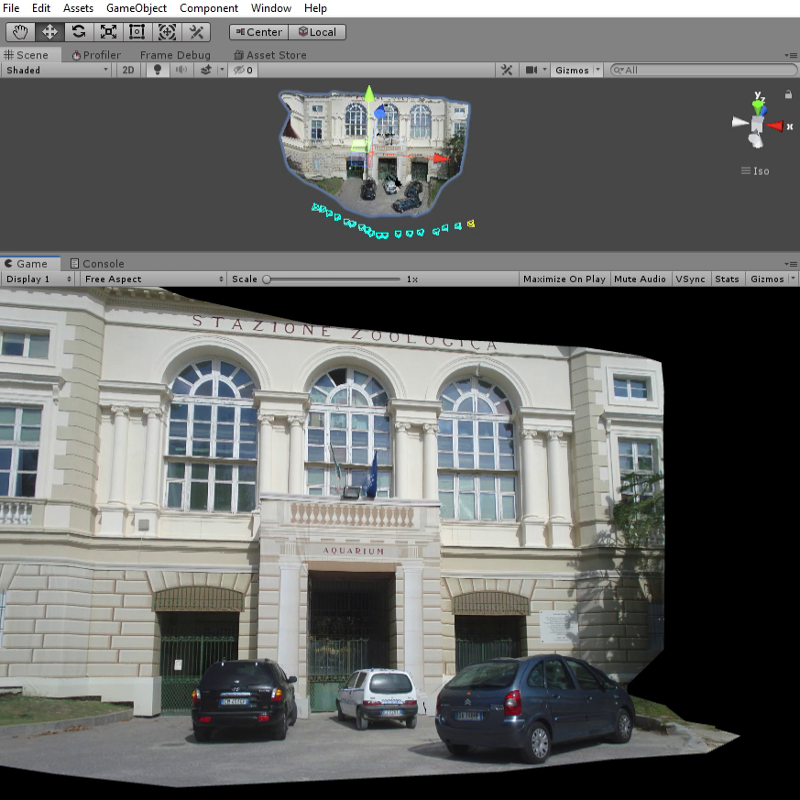 File Edit Assets GameObject Component Window Help
Center Local
Scene Profiler Frame Debug Asset Store
Shaded 2D 0 Gizmos All
y
z
x
Iso
Game Console
Display 1 Free Aspect Scale 1x Maximize On Play Mute Audio VSync Stats Gizmos
STAZIONE ZOOLOGICA
AQUARIUM